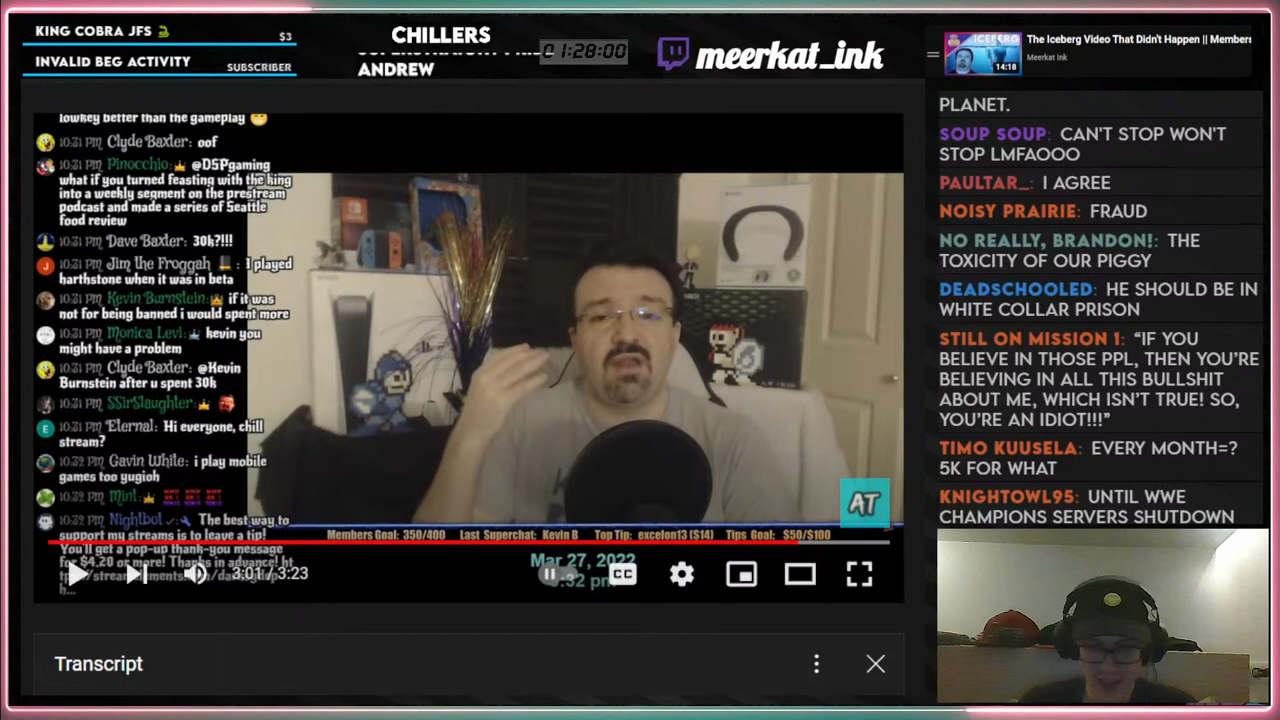 KING COBRA JFS
$3
INVALID BEG ACTIVITY
SUBSCRIBER
CHILLERS
ANDREW
01:28:00
meerkat_ink
ICEBERG
14:18
The Iceberg Video That Didn't Happen || Members
Meerkat Ink
lowkey better than the gameplay
10:31 PM Clyde Baxter: oof
10:31 PM Pinocchio: @DSPgaming
what if you turned feasting with the king
into a weekly segment on the prestream
podcast and made a series of Seattle
food review
10:31 PM Dave Baxter: 30k?!!!
10:31 PM Jim the Froggah : I played
harthstone when it was in beta
10:31 PM Kevin Burnstein: if it was
not for being banned i would spent more
10:31 PM Monica Levi: kevin you
might have a problem
10:31 PM Clyde Baxter: @Kevin
Burnstein after u spent 30k
10:31 PM SSirSlaughter:
10:31 PM Eternal: Hi everyone, chill
stream?
10:32 PM Gavin White: i play mobile
games too yugioh
10:32 PM Mint:
10:32 PM Nightbot : The best way to
support my streams is to leave a tip!
You'll get a pop-up thank-you message
for $4.20 or more! Thanks in advance! ht
AT
Members Goal: 350/400 Last Superchat: Kevin B Top Tip: excelon13 ($14) Tips Goal: $50/$100
Mar 27, 2022
3:01 / 3:23
CC
Transcript
PLANET.
SOUP SOUP: CAN'T STOP WON'T
STOP LMFAOOO
PAULTAR_: I AGREE
NOISY PRAIRIE: FRAUD
NO REALLY, BRANDON!: THE
TOXICITY OF OUR PIGGY
DEADSCHOOLED: HE SHOULD BE IN
WHITE COLLAR PRISON
STILL ON MISSION 1: “IF YOU
BELIEVE IN THOSE PPL, THEN YOU'RE
BELIEVING IN ALL THIS BULLSHIT
ABOUT ME, WHICH ISN'T TRUE! SO,
YOU'RE AN IDIOT!!!”
TIMO KUUSELA: EVERY MONTH=?
5K FOR WHAT
KNIGHTOWL95: UNTIL WWE
CHAMPIONS SERVERS SHUTDOWN